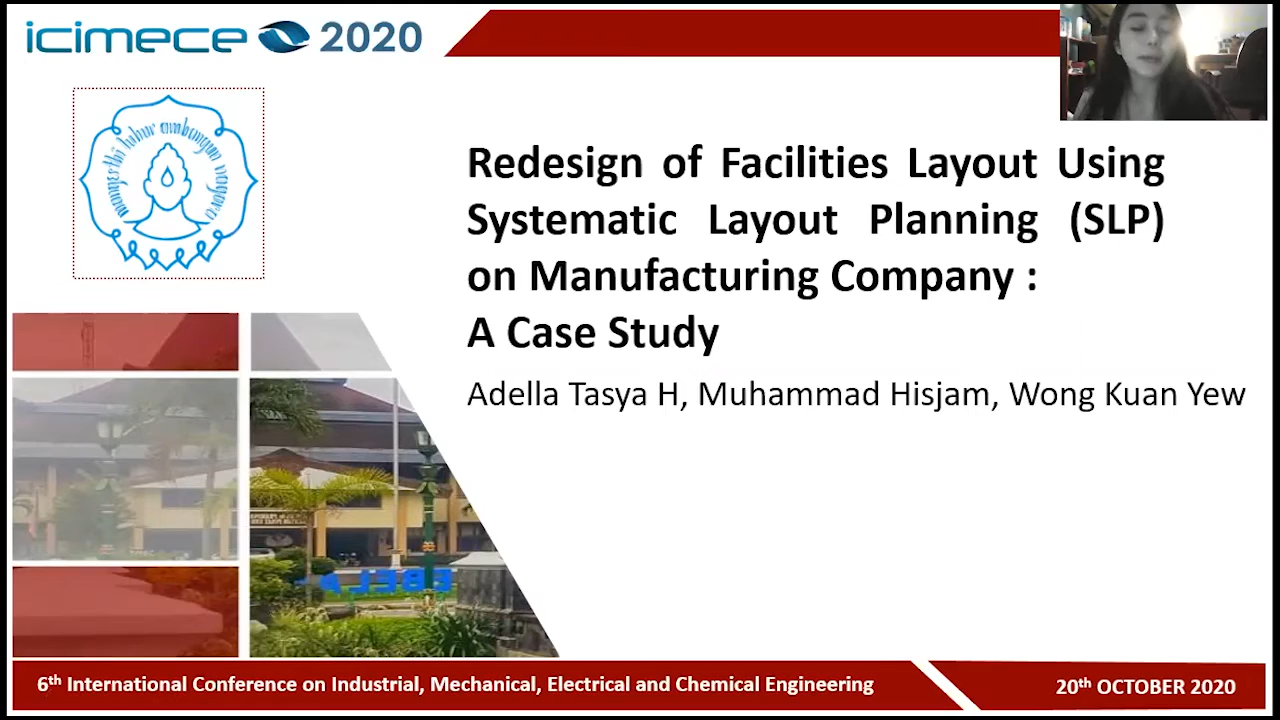 icimece 2020
Redesign of Facilities Layout Using
Systematic Layout Planning (SLP)
on Manufacturing Company :
A Case Study
Adella Tasya H, Muhammad Hisjam, Wong Kuan Yew
6th International Conference on Industrial, Mechanical, Electrical and Chemical Engineering
20th OCTOBER 2020